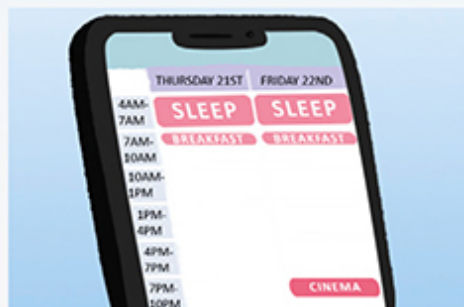 THURSDAY 21ST FRIDAY 22ND
4AM-
7AM
SLEEP SLEEP
7AM-
10AM
BREAKFAST BREAKFAST
10AM-
1PM
1PM-
4PM
4PM-
7PM
7PM-
10PM
CINEMA